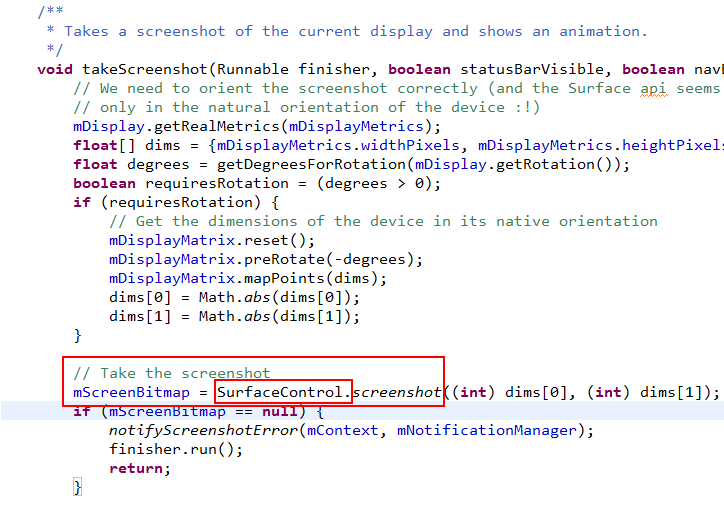 /**
 * Takes a screenshot of the current display and shows an animation.
 */
void takeScreenshot(Runnable finisher, boolean statusBarVisible, boolean nav
    // We need to orient the screenshot correctly (and the Surface api seems
    // only in the natural orientation of the device :!)
    mDisplay.getRealMetrics(mDisplayMetrics);
    float[] dims = {mDisplayMetrics.widthPixels, mDisplayMetrics.heightPixels
    float degrees = getDegreesForRotation(mDisplay.getRotation());
    boolean requiresRotation = (degrees > 0);
    if (requiresRotation) {
        // Get the dimensions of the device in its native orientation
        mDisplayMatrix.reset();
        mDisplayMatrix.preRotate(-degrees);
        mDisplayMatrix.mapPoints(dims);
        dims[0] = Math.abs(dims[0]);
        dims[1] = Math.abs(dims[1]);
    }
    // Take the screenshot
    mScreenBitmap = SurfaceControl.screenshot((int) dims[0], (int) dims[1]);
    if (mScreenBitmap == null) {
        notifyScreenshotError(mContext, mNotificationManager);
        finisher.run();
        return;
    }